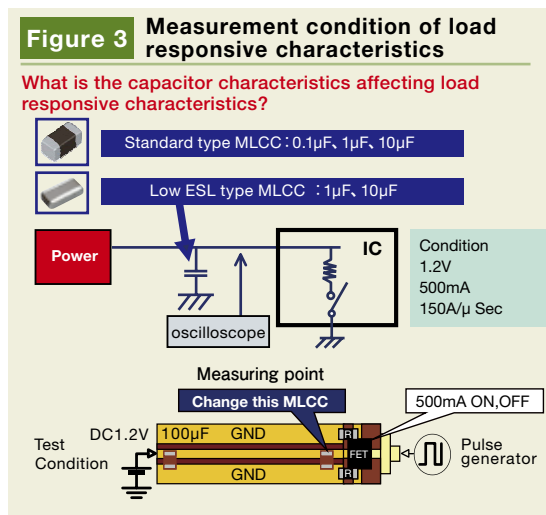 Figure 3
Measurement condition of load
responsive characteristics
What is the capacitor characteristics affecting load
responsive characteristics?
Standard type MLCC：0.1μF、1μF、10μF
Low ESL type MLCC ：1μF、10μF
Power
IC
Condition
1.2V
500mA
150A/μ Sec
oscilloscope
Measuring point
Change this MLCC
500mA ON,OFF
DC1.2V
100μF
GND
R
FET
Test
Condition
Pulse
generator
GND
R